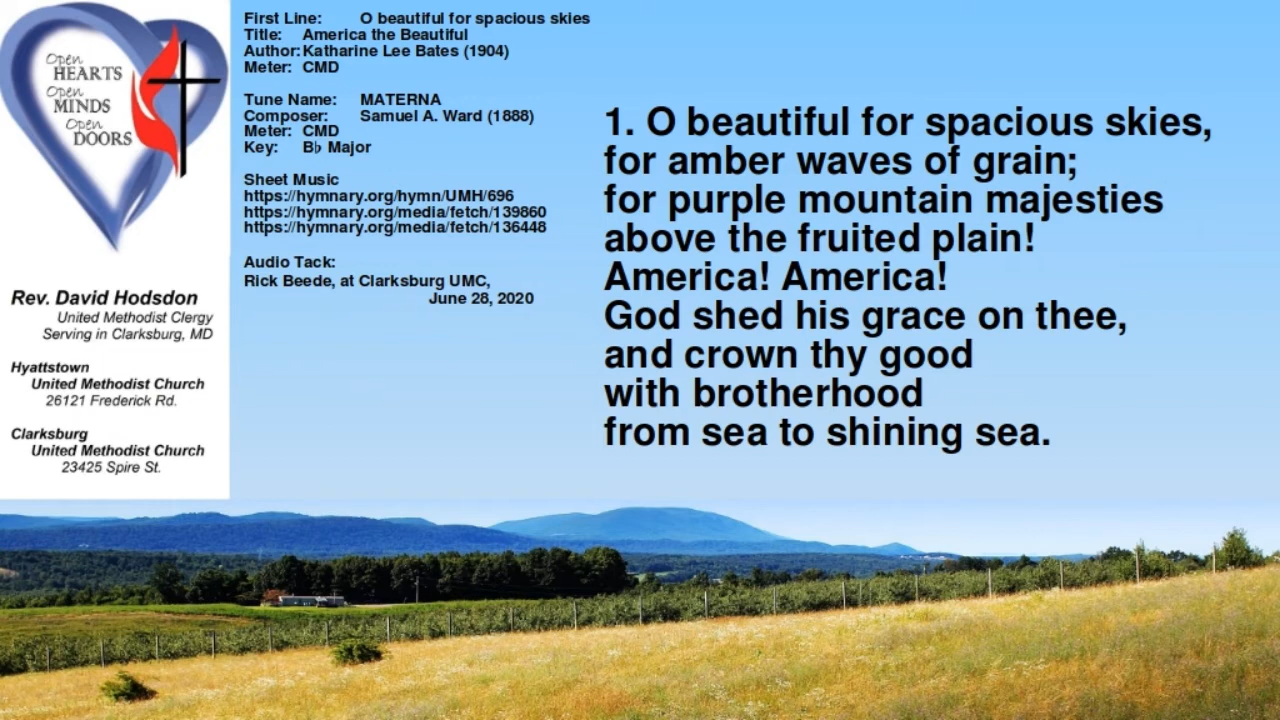 Open
HEARTS
Open
MINDS
Open
DOORS
Rev. David Hodsdon
United Methodist Clergy
Serving in Clarksburg, MD
Hyattstown
United Methodist Church
26121 Frederick Rd.
Clarksburg
United Methodist Church
23425 Spire St.
First Line: O beautiful for spacious skies
Title: America the Beautiful
Author: Katharine Lee Bates (1904)
Meter: CMD
Tune Name: MATERNA
Composer: Samuel A. Ward (1888)
Meter: CMD
Key: B♭ Major
Sheet Music
https://hymnary.org/hymn/UMH/696
https://hymnary.org/media/fetch/139860
https://hymnary.org/media/fetch/136448
Audio Tack:
Rick Beede, at Clarksburg UMC,
June 28, 2020
1. O beautiful for spacious skies,
for amber waves of grain;
for purple mountain majesties
above the fruited plain!
America! America!
God shed his grace on thee,
and crown thy good
with brotherhood
from sea to shining sea.